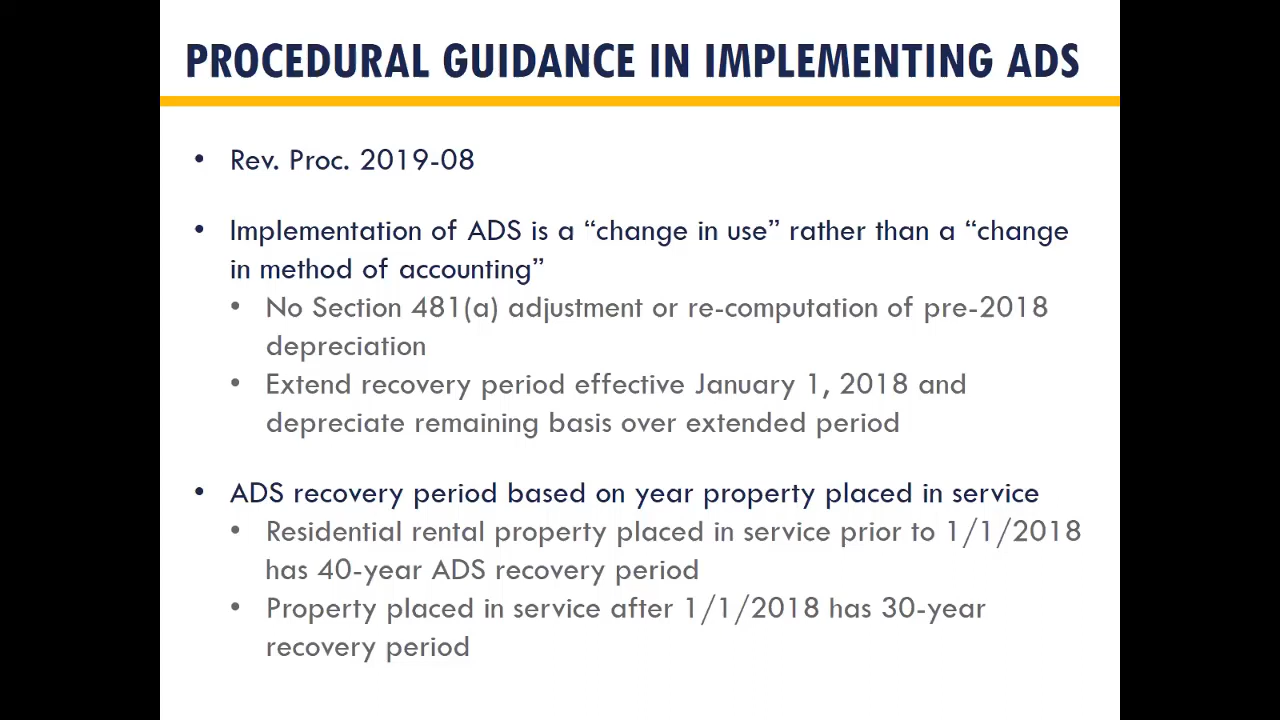 PROCEDURAL GUIDANCE IN IMPLEMENTING ADS
• Rev. Proc. 2019-08
• Implementation of ADS is a “change in use” rather than a “change
in method of accounting”
• No Section 481(a) adjustment or re-computation of pre-2018
depreciation
• Extend recovery period effective January 1, 2018 and
depreciate remaining basis over extended period
• ADS recovery period based on year property placed in service
• Residential rental property placed in service prior to 1/1/2018
has 40-year ADS recovery period
• Property placed in service after 1/1/2018 has 30-year
recovery period